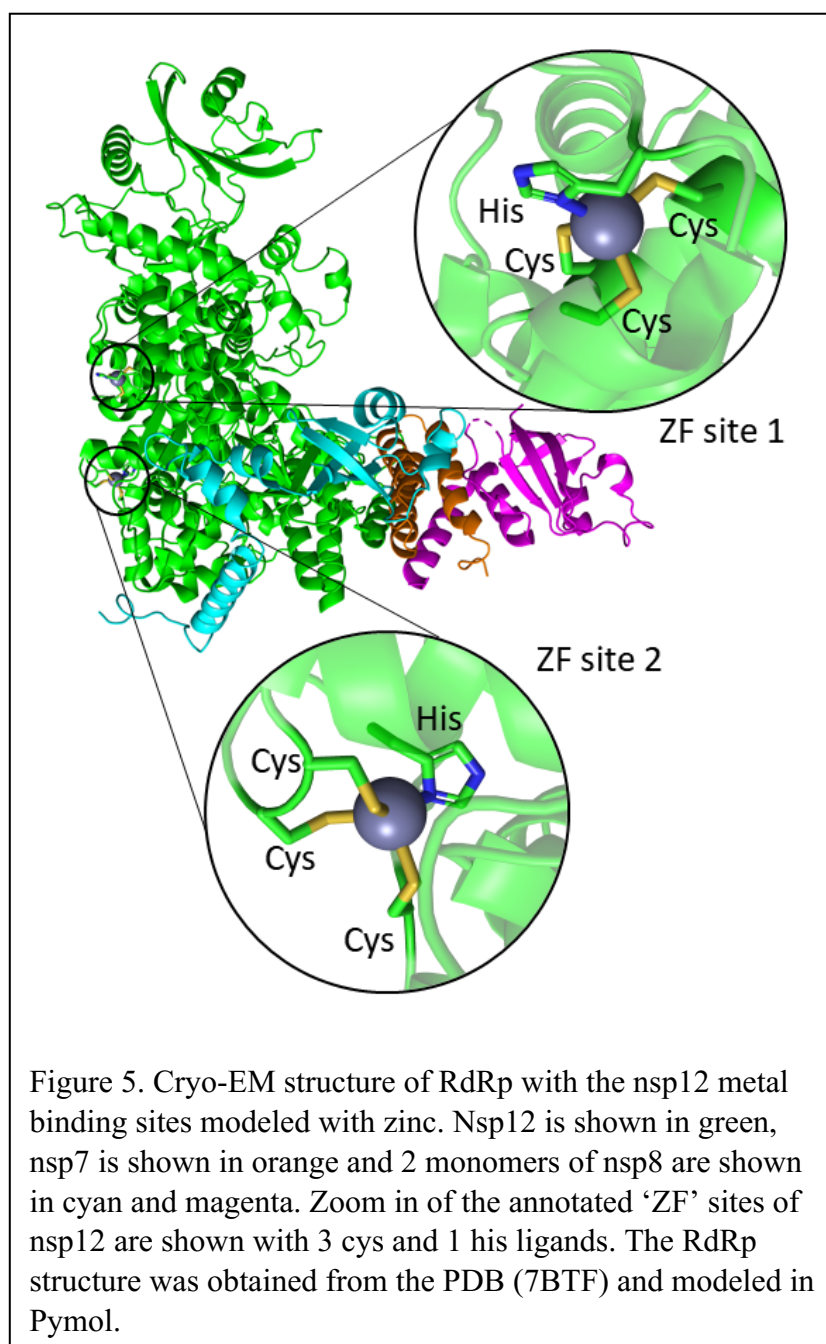 His
Cys
Cys
Cys
ZF site 1
ZF site 2
His
Cys
Cys
Cys
Figure 5. Cryo-EM structure of RdRp with the nsp12 metal
binding sites modeled with zinc. Nsp12 is shown in green,
nsp7 is shown in orange and 2 monomers of nsp8 are shown
in cyan and magenta. Zoom in of the annotated ‘ZF’ sites of
nsp12 are shown with 3 cys and 1 his ligands. The RdRp
structure was obtained from the PDB (7BTF) and modeled in
Pymol.